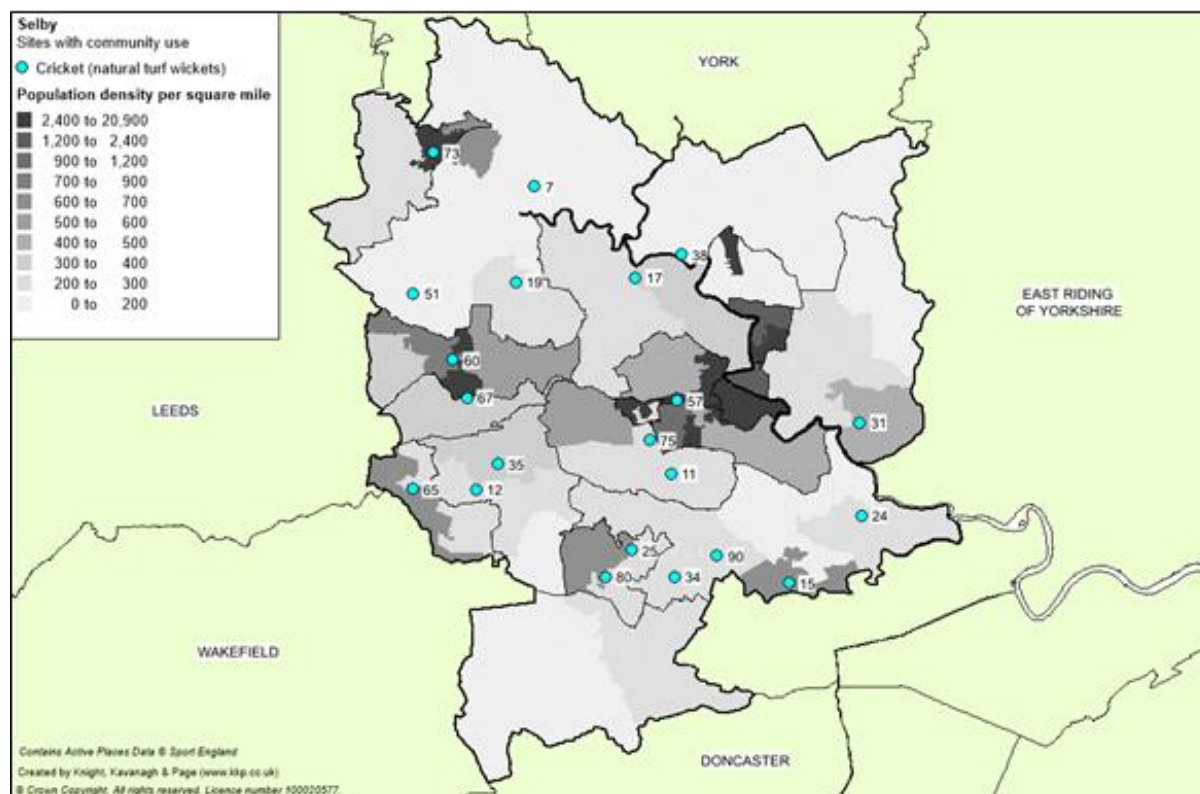 Selby
Sites with community use
Cricket (natural turf wickets)
Population density per square mile
2,400 to 20,900
1,200 to 2,400
900 to 1,200
700 to 900
600 to 700
500 to 600
400 to 500
300 to 400
200 to 300
0 to 200
YORK
73
7
38
17
19
51
EAST RIDING
OF YORKSHIRE
60
67
57
LEEDS
31
75
35
11
65
12
24
25
90
80
34
15
WAKEFIELD
DONCASTER
Contains Active Places Data © Sport England
Created by Knight, Kavanagh & Page (www.kkp.co.uk)
© Crown Copyright. All rights reserved. Licence number 100020577.